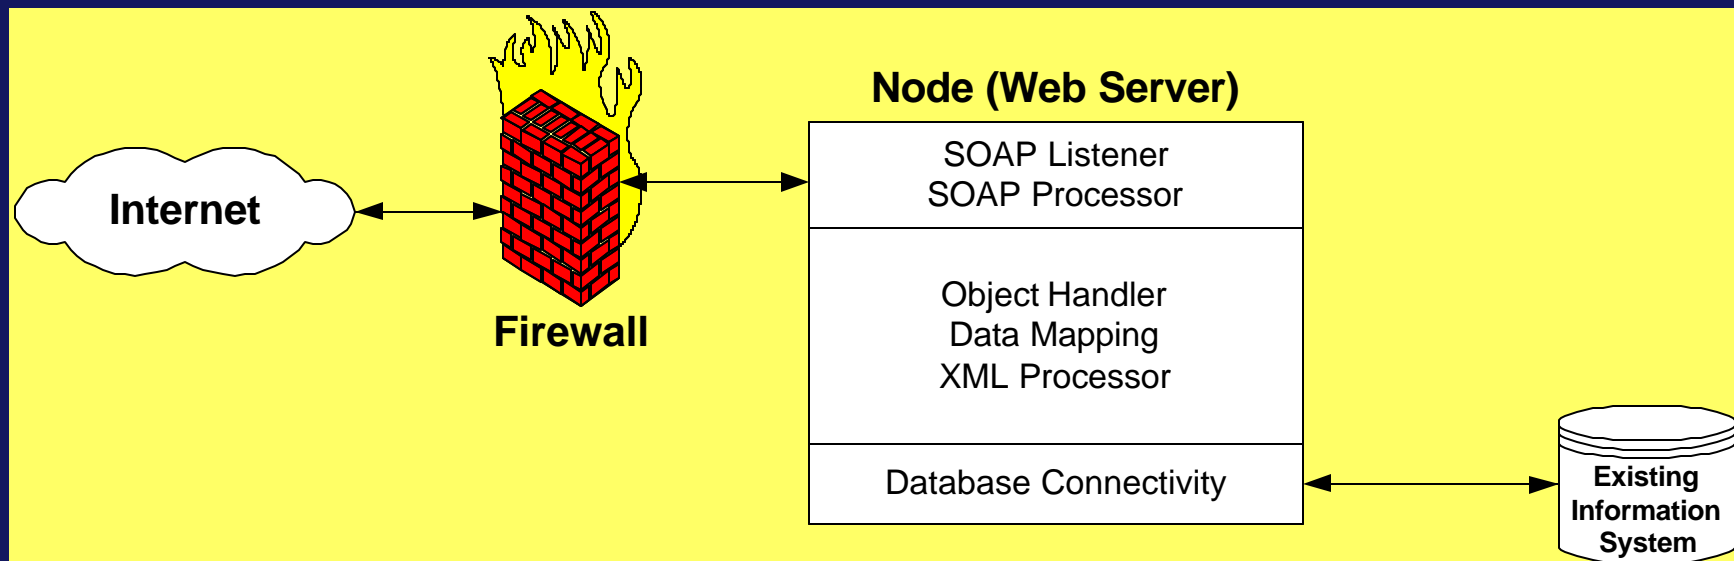 Node (Web Server)
SOAP Listener
SOAP Processor
Internet
Firewall
Object Handler
Data Mapping
XML Processor
Database Connectivity
Existing
Information
System